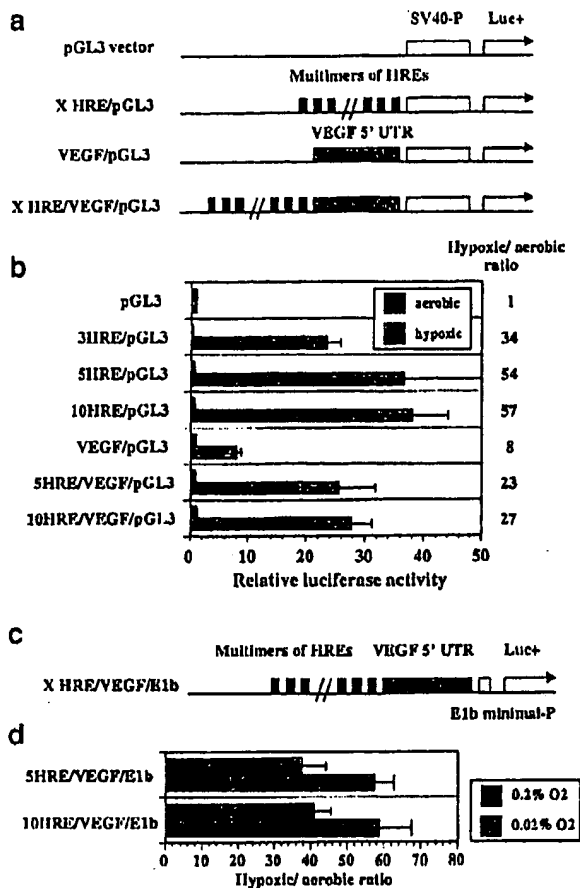 a
SV40-P Luc+
pGL3 vector
Multimers of HREs
X HRE/pGL3
VEGF 5' UTR
VEGF/pGL3
X HRE/VEGF/pGL3
b
Hypoxic/ aerobic
ratio
aerobic
hypoxic
pGL3 1
3HRE/pGL3 34
5HRE/pGL3 54
10HRE/pGL3 57
VEGF/pGL3 8
5HRE/VEGF/pGL3 23
10HRE/VEGF/pGL3 27
0 10 20 30 40 50
Relative luciferase activity
c
Multimers of HREs VEGF 5' UTR Luc+
X HRE/VEGF/E1b
E1b minimal-P
d
5HRE/VEGF/E1b
10HRE/VEGF/E1b
0.2% O2
0.02% O2
0 10 20 30 40 50 60 70 80
Hypoxic/ aerobic ratio